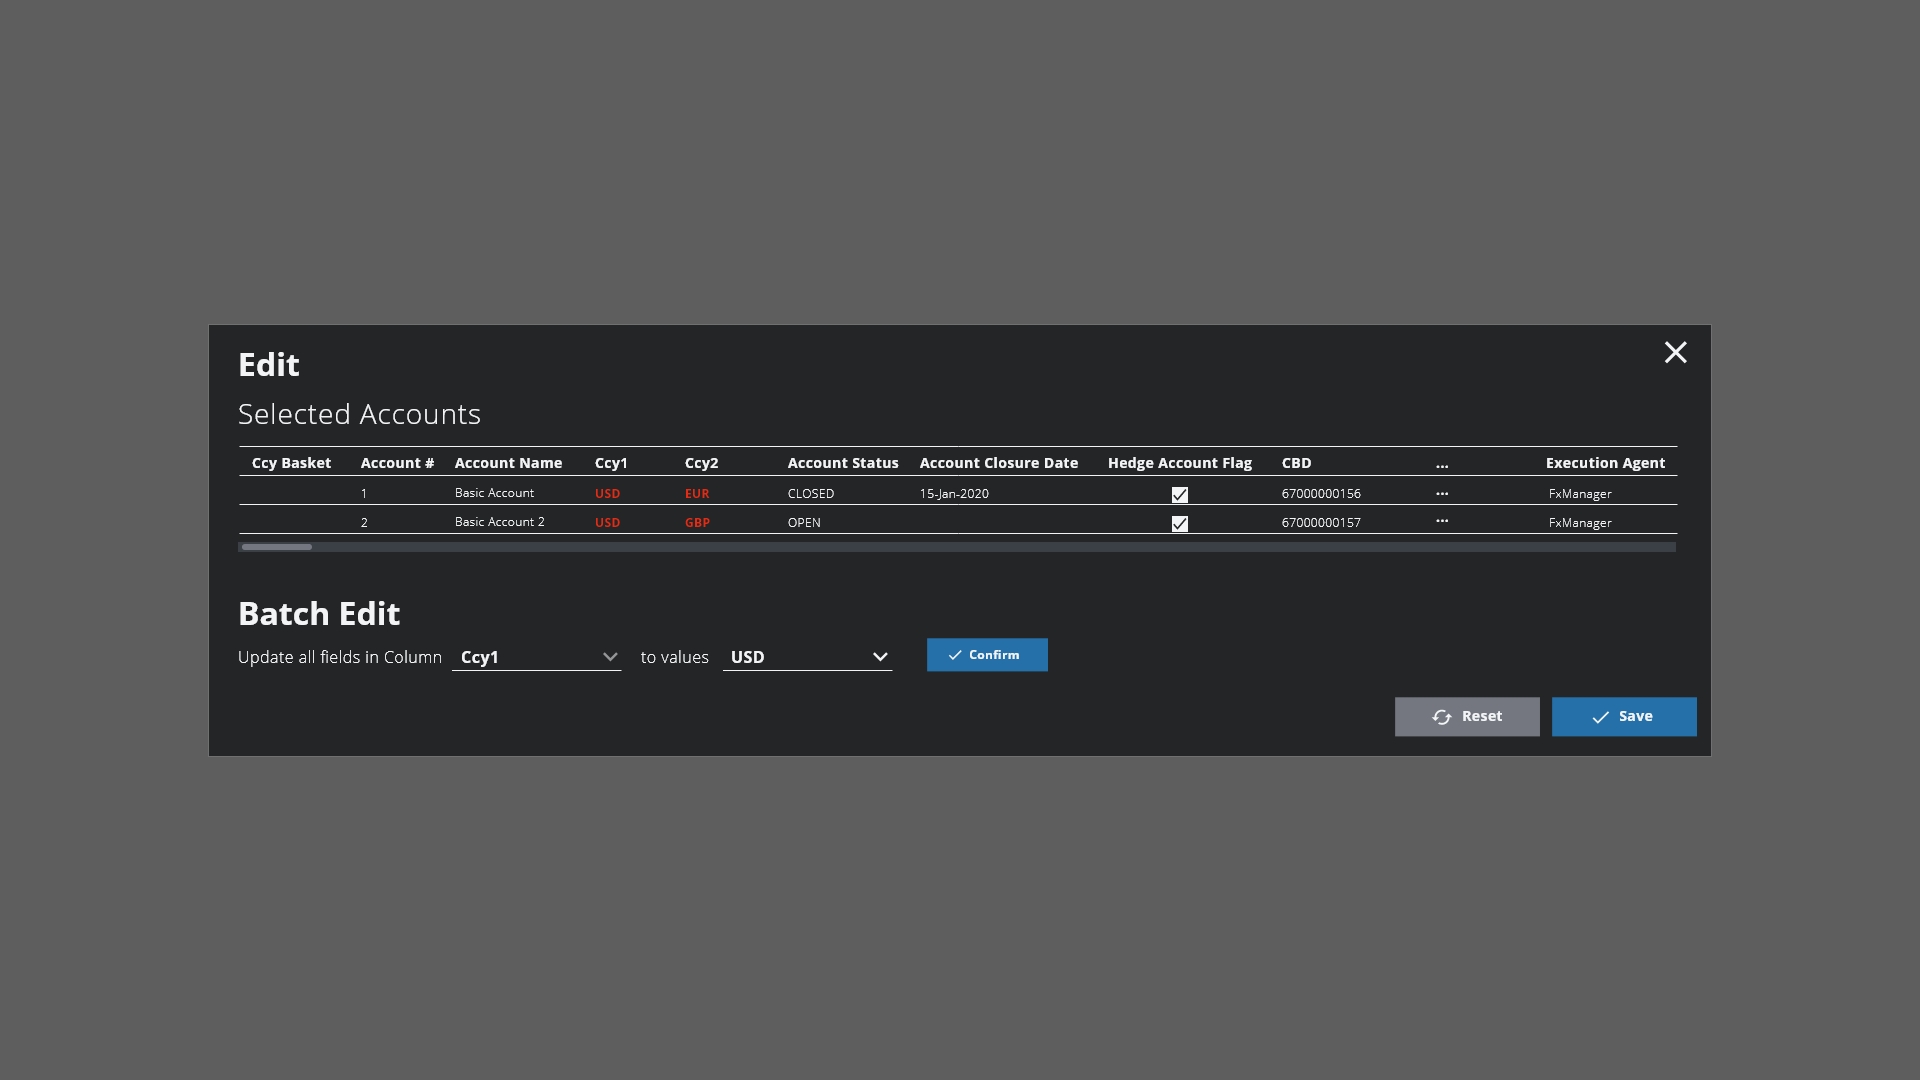 Edit
Selected Accounts
Ccy Basket Account # Account Name Ccy1 Ccy2 Account Status Account Closure Date Hedge Account Flag CBD ... Execution Agent
1 Basic Account USD EUR CLOSED 15-Jan-2020 67000000156 ... FxManager
2 Basic Account 2 USD GBP OPEN 67000000157 ... FxManager
Batch Edit
Update all fields in Column Ccy1 to values USD Confirm
Reset Save